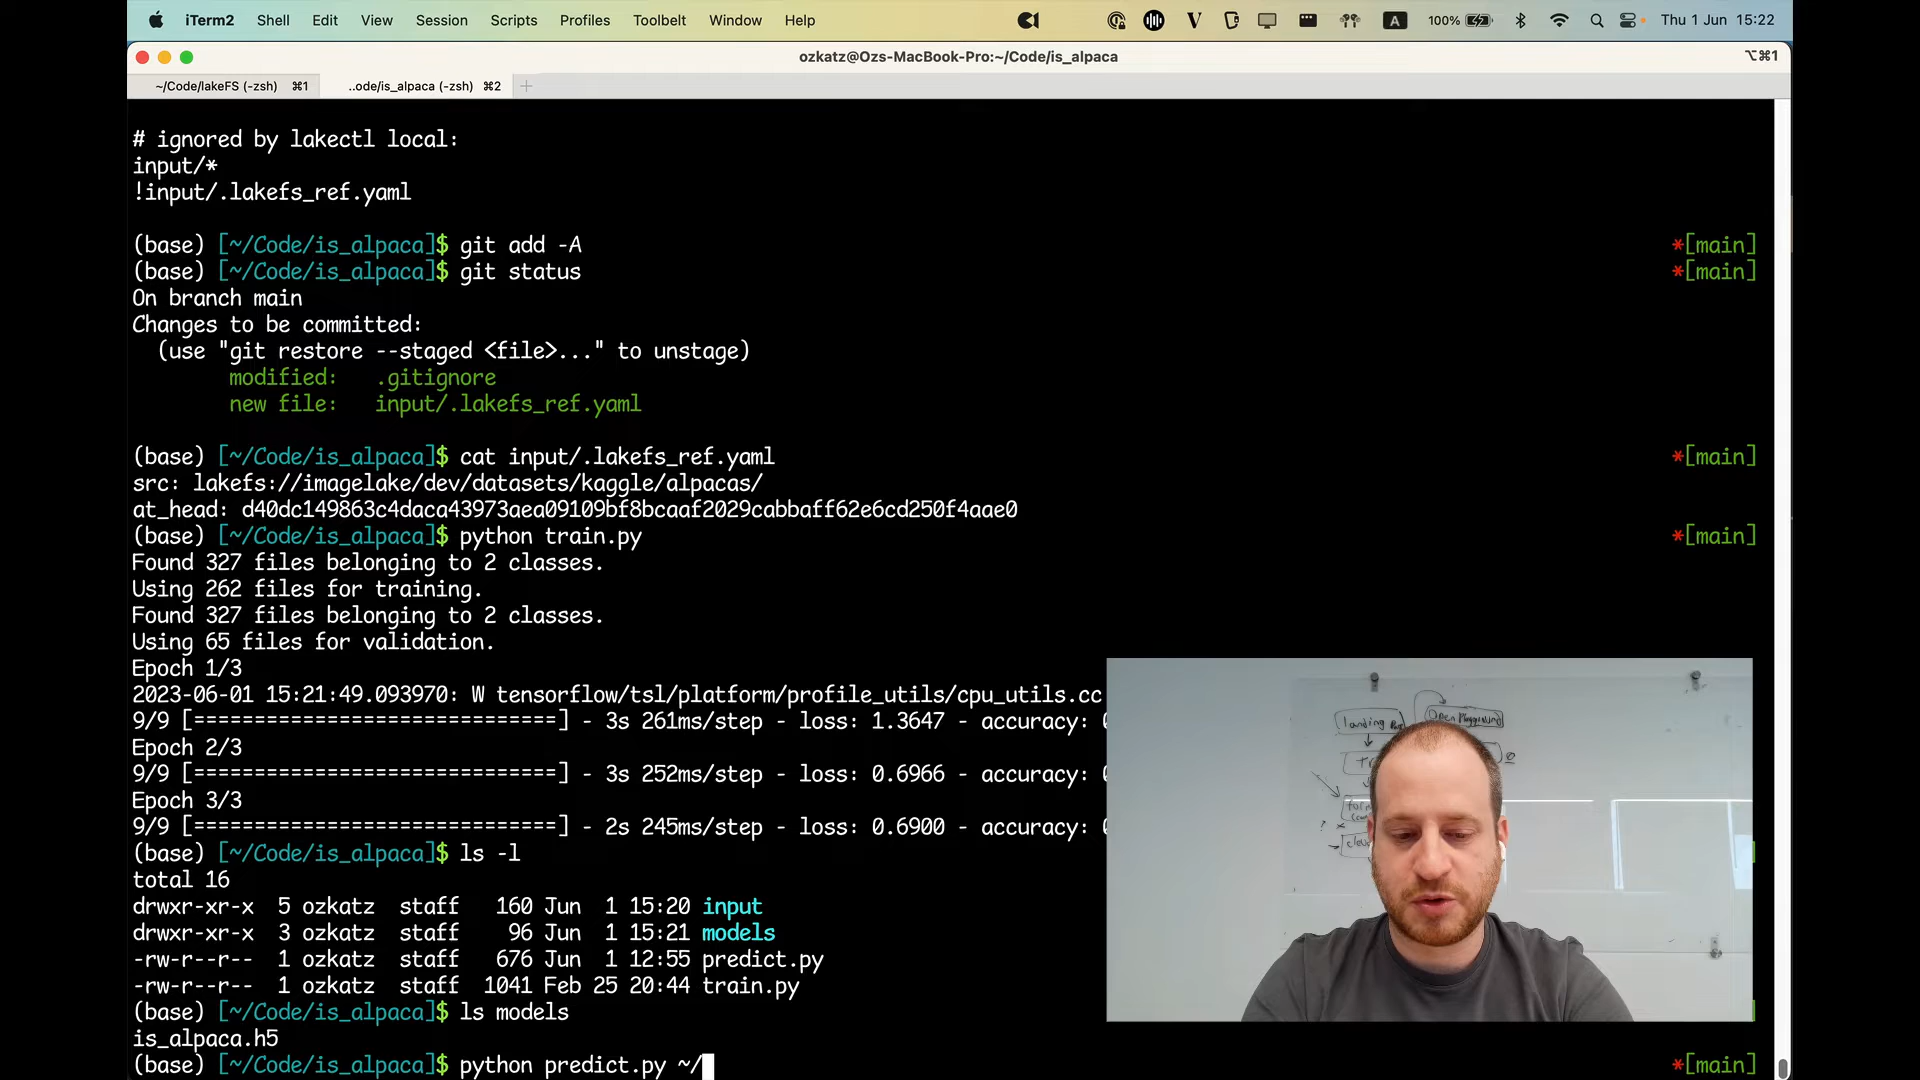 iTerm2 Shell Edit View Session Scripts Profiles Toolbelt Window Help A 100% Thu 1 Jun 15:22
ozkatz@Ozs-MacBook-Pro:~/Code/is_alpaca ⌥⌘1
~/Code/lakeFS (-zsh) ⌘1 ..ode/is_alpaca (-zsh) ⌘2 +
# ignored by lakectl local:
input/*
!input/.lakefs_ref.yaml
(base) [~/Code/is_alpaca]$ git add -A *[main]
(base) [~/Code/is_alpaca]$ git status *[main]
On branch main
Changes to be committed:
(use "git restore --staged <file>..." to unstage)
modified: .gitignore
new file: input/.lakefs_ref.yaml
(base) [~/Code/is_alpaca]$ cat input/.lakefs_ref.yaml *[main]
src: lakefs://imagelake/dev/datasets/kaggle/alpacas/
at_head: d40dc149863c4daca43973aea09109bf8bcaaf2029cabbaff62e6cd250f4aae0
(base) [~/Code/is_alpaca]$ python train.py *[main]
Found 327 files belonging to 2 classes.
Using 262 files for training.
Found 327 files belonging to 2 classes.
Using 65 files for validation.
Epoch 1/3
2023-06-01 15:21:49.093970: W tensorflow/tsl/platform/profile_utils/cpu_utils.cc
9/9 [==============================] - 3s 261ms/step - loss: 1.3647 - accuracy:
Epoch 2/3
9/9 [==============================] - 3s 252ms/step - loss: 0.6966 - accuracy:
Epoch 3/3
9/9 [==============================] - 2s 245ms/step - loss: 0.6900 - accuracy:
(base) [~/Code/is_alpaca]$ ls -l
total 16
drwxr-xr-x 5 ozkatz staff 160 Jun 1 15:20 input
drwxr-xr-x 3 ozkatz staff 96 Jun 1 15:21 models
-rw-r--r-- 1 ozkatz staff 676 Jun 1 12:55 predict.py
-rw-r--r-- 1 ozkatz staff 1041 Feb 25 20:44 train.py
(base) [~/Code/is_alpaca]$ ls models
is_alpaca.h5
(base) [~/Code/is_alpaca]$ python predict.py ~/ *[main]
landing
Open Playground